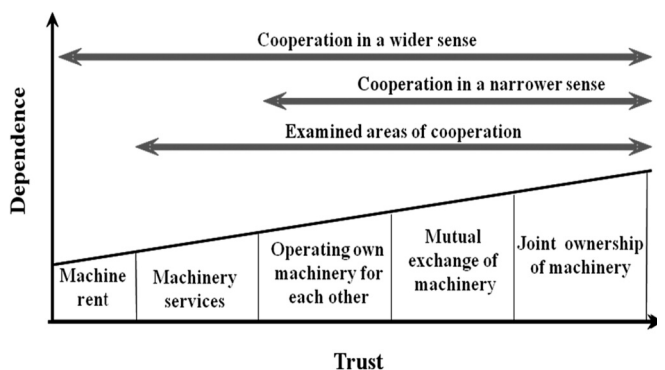 Cooperation in a wider sense
Cooperation in a narrower sense
Examined areas of cooperation
Dependence
Machine
rent
Machinery
services
Operating own
machinery for
each other
Mutual
exchange of
machinery
Joint ownership
of machinery
Trust